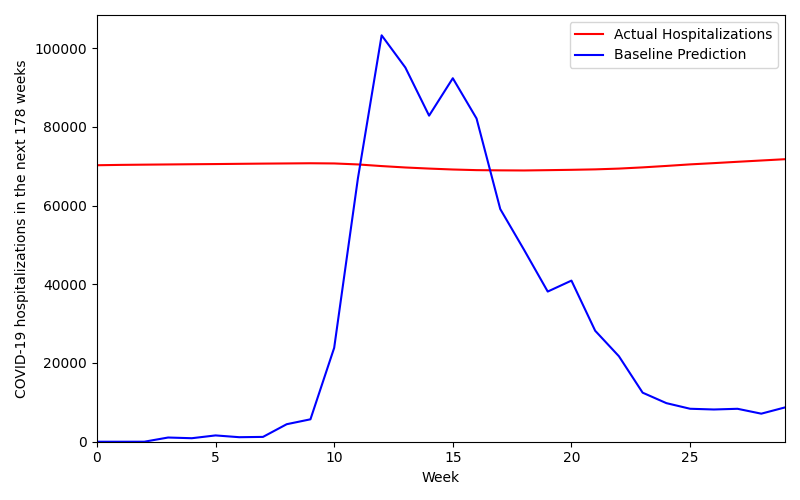 Actual Hospitalizations
Baseline Prediction
COVID-19 hospitalizations in the next 178 weeks
100000
80000
60000
40000
20000
0
0 5 10 15 20 25
Week